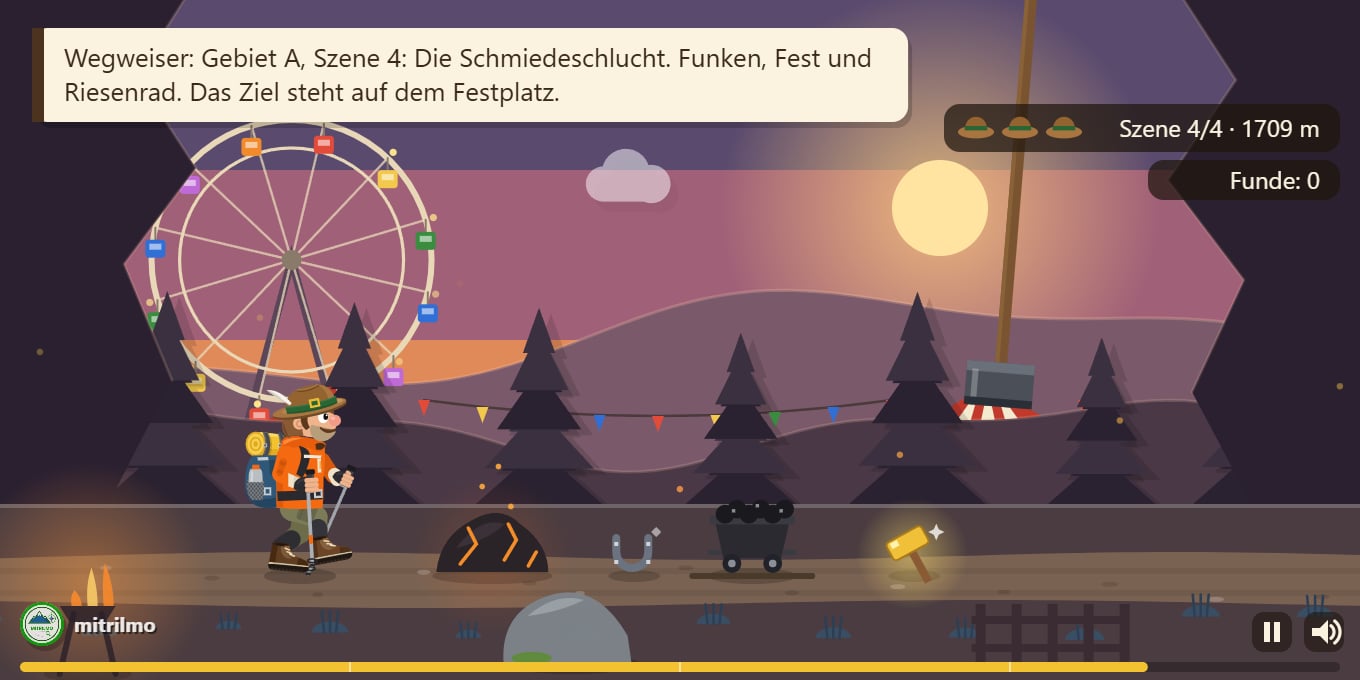 Wegweiser: Gebiet A, Szene 4: Die Schmiedeschlucht. Funken, Fest und
Riesenrad. Das Ziel steht auf dem Festplatz.
Szene 4/4 · 1709 m
Funde: 0
mitrilmo